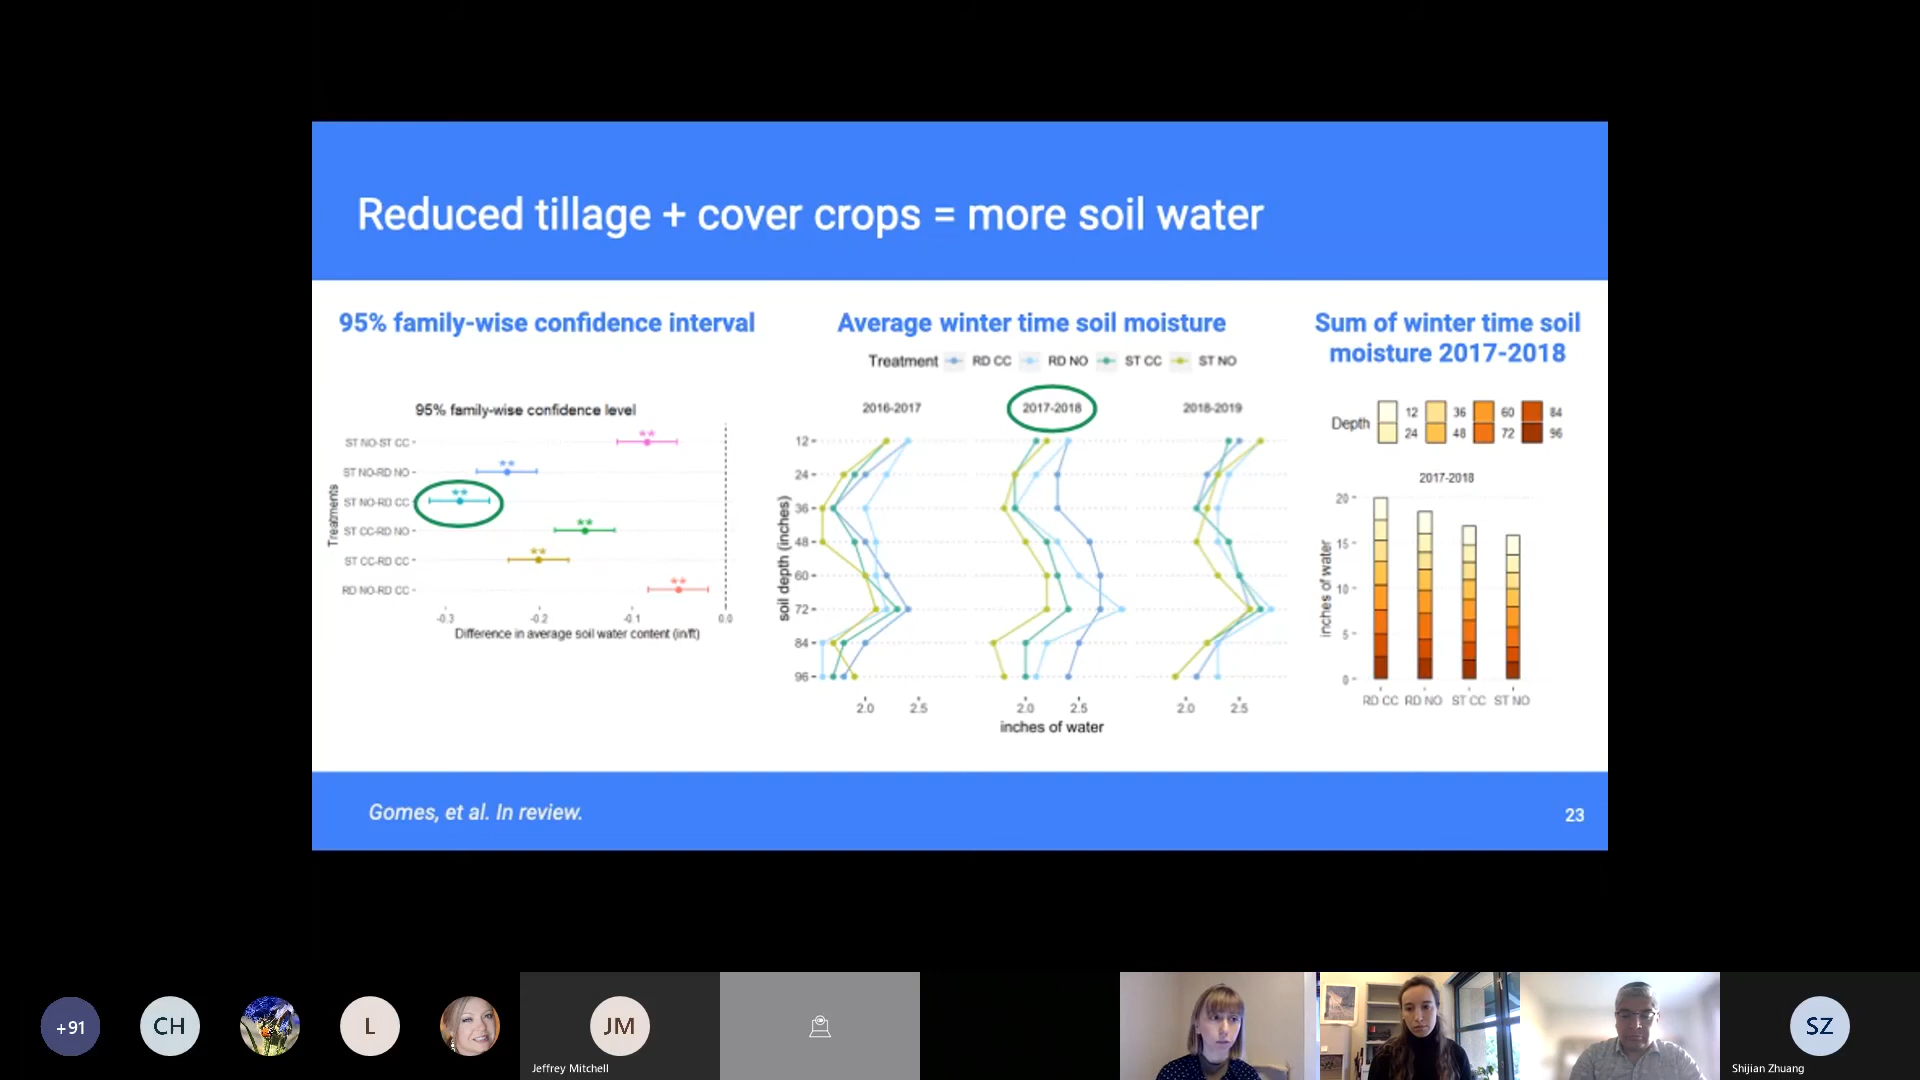 Reduced tillage + cover crops = more soil water
95% family-wise confidence interval
95% family-wise confidence level
Treatments
ST NO-ST CC
ST NO-RD NO
ST NO-RD CC
ST CC-RD NO
ST CC-RD CC
RD NO-RD CC
**
**
**
**
**
**
-0.3 -0.2 -0.1 0.0
Difference in average soil water content (in/ft)
Average winter time soil moisture
Treatment RD CC RD NO ST CC ST NO
2016-2017 2017-2018 2018-2019
soil depth (inches)
12
24
36
48
60
72
84
96
2.0 2.5 2.0 2.5 2.0 2.5
inches of water
Sum of winter time soil
moisture 2017-2018
Depth
12 36 60 84
24 48 72 96
2017-2018
inches of water
20
15
10
5
0
RD CC RD NO ST CC ST NO
Gomes, et al. In review.
23
+91
CH
L
JM
Jeffrey Mitchell
SZ
Shijian Zhuang